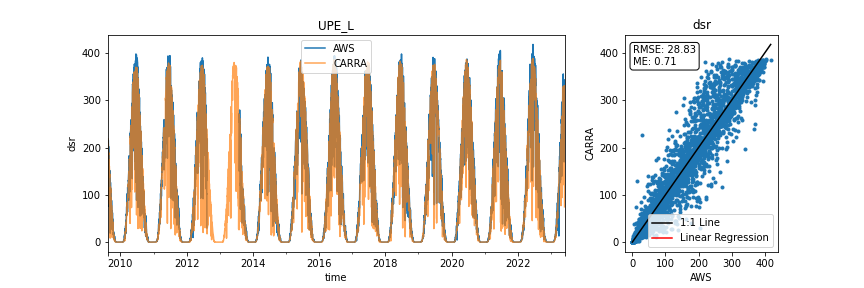 UPE_L
dsr
400
300
200
100
0
2010
2012
2014
2016
2018
2020
2022
time
AWS
CARRA
dsr
CARRA
400
300
200
100
0
0
100
200
300
400
AWS
RMSE: 28.83
ME: 0.71
1:1 Line
Linear Regression